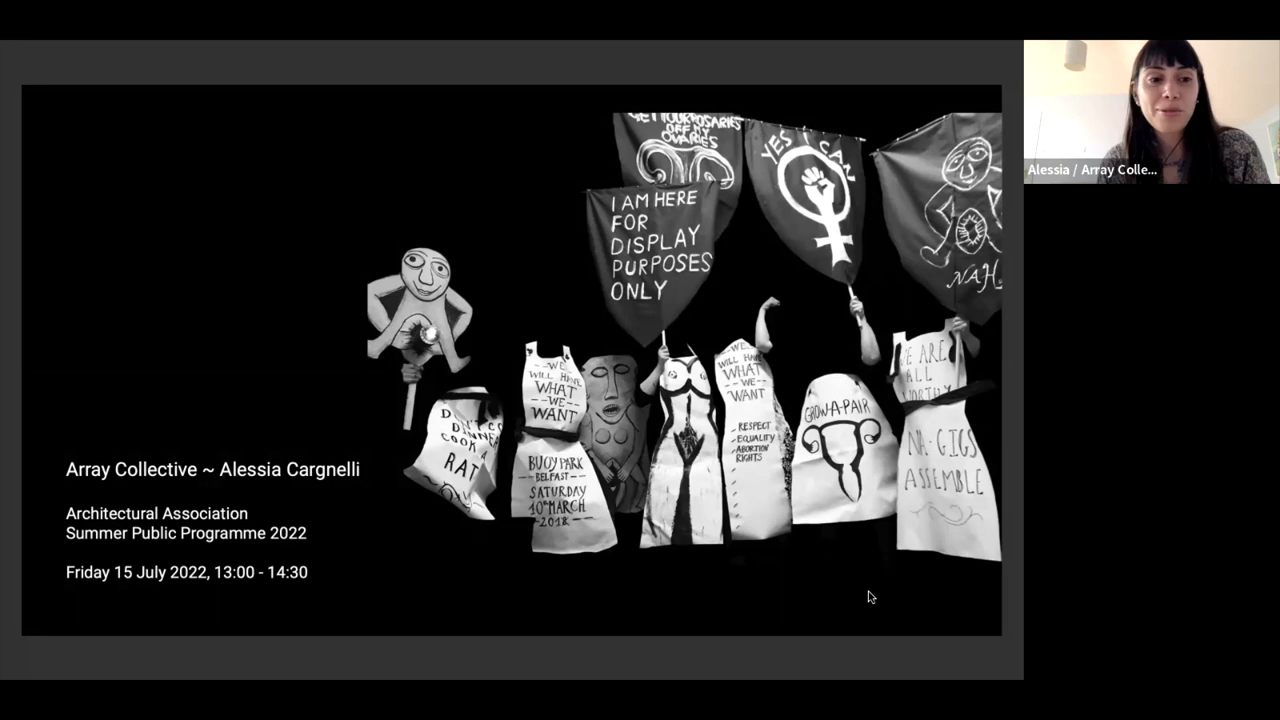 Array Collective ~ Alessia Cargnelli
Architectural Association
Summer Public Programme 2022
Friday 15 July 2022, 13:00 - 14:30
GET YOUR ROSARIES
OFF MY
OVARIES
I AM HERE
FOR
DISPLAY
PURPOSES
ONLY
YES I CAN
NAH
COOK A
RAT
--WE--
WILL HAVE
WHAT
--WE--
WANT
BUOY PARK
--BELFAST--
SATURDAY
10th MARCH
-2018-
--WE--
WILL HAVE
WHAT
--WE--
WANT
- RESPECT
- EQUALITY
- ABORTION
RIGHTS
GROW-A-PAIR
WE ARE
ALL
WORTHY
NA-GIGS
ASSEMBLE
Alessia / Array Colle...